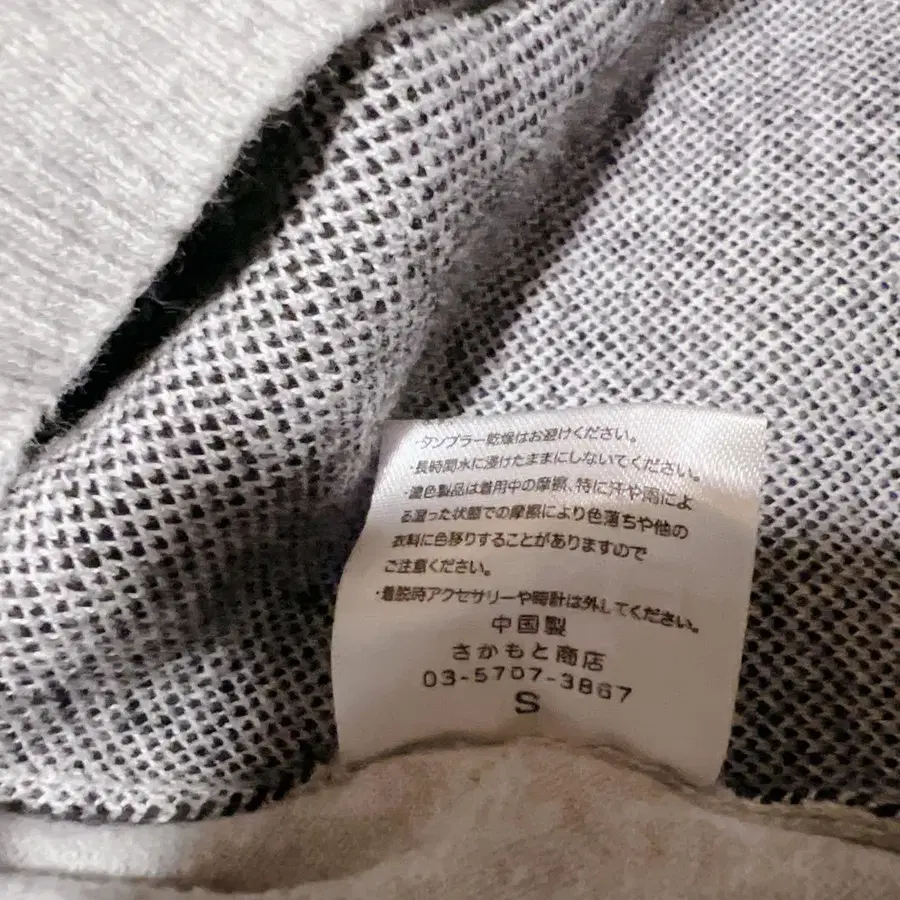 ・タンブラー乾燥はお避けください。
・長時間水に浸けたままにしないてください。
・濃色製品は着用中の摩擦、特に汗や雨によ
る湿った状態での摩擦により色落ちや他の
衣料に色移りすることがありますので
ご注意ください。
・着脱時アクセサリーや時計は外してください。
中国製
さかもと商店
03-5707-3867
S